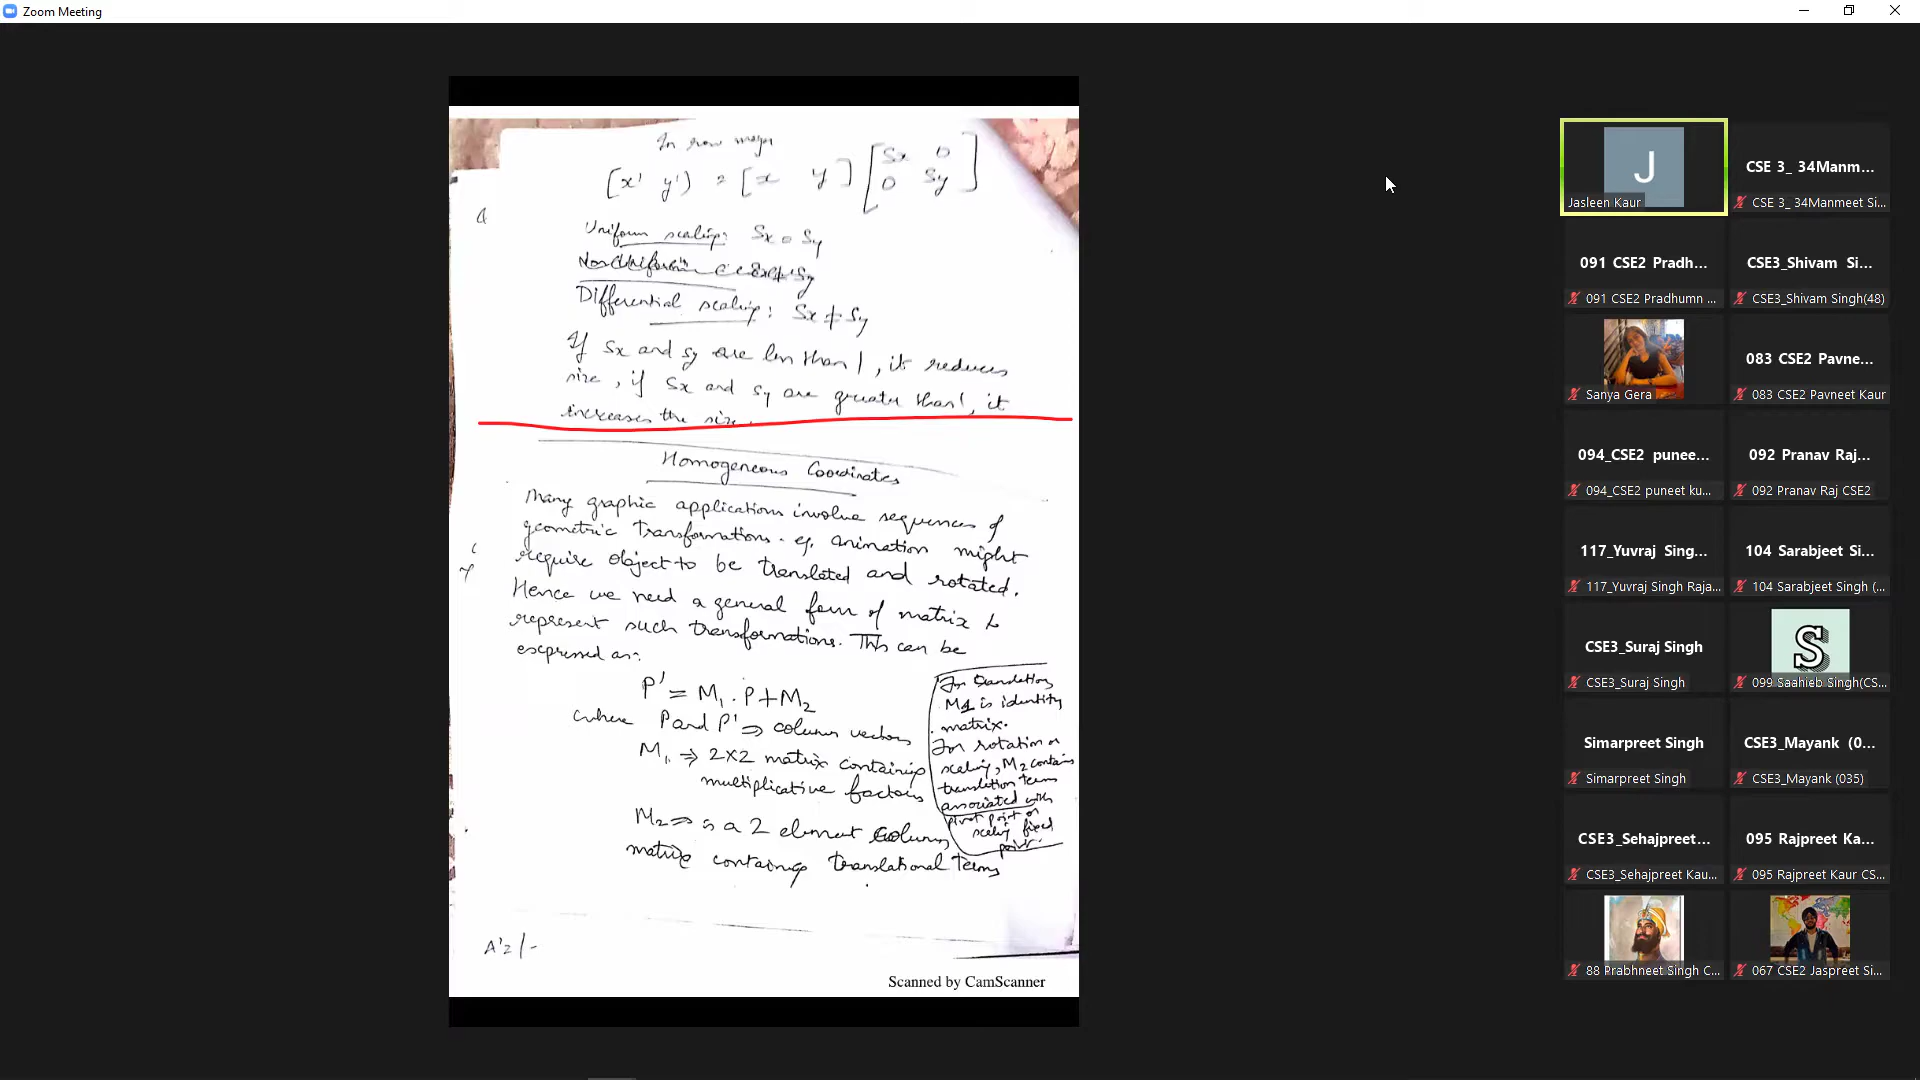 Zoom Meeting
In row major
[x' y') = [x y] [Sx 0
0 Sy]
Uniform scaling: Sx = Sy
Differential scaling: Sx ≠ Sy
If Sx and Sy are less than 1, it reduces
size, if Sx and Sy are greater than 1, it
increases the size.
Homogeneous Coordinates
Many graphic applications involve sequences of
geometric transformations. eg. animation might
require object to be translated and rotated.
Hence we need a general form of matrix to
represent such transformations. This can be
expressed as:
P' = M1 . P + M2
where P and P' ⇒ column vectors
M1 ⇒ 2x2 matrix containing
multiplicative factors
M2 ⇒ is a 2 element column
matrix containing translational terms
For translation
M1 is identity
matrix.
For rotation or
scaling, M2 contains
translation terms
associated with
pivot point or
scaling fixed
point.
Scanned by CamScanner
J
Jasleen Kaur
CSE 3_ 34Manm...
CSE 3_ 34Manmeet Si...
091 CSE2 Pradh...
091 CSE2 Pradhumn ...
CSE3_Shivam Si...
CSE3_Shivam Singh(48)
Sanya Gera
083 CSE2 Pavne...
083 CSE2 Pavneet Kaur
094_CSE2 punee...
094_CSE2 puneet ku...
092 Pranav Raj...
092 Pranav Raj CSE2
117_Yuvraj Sing...
117_Yuvraj Singh Raja...
104 Sarabjeet Si...
104 Sarabjeet Singh (...
CSE3_Suraj Singh
CSE3_Suraj Singh
S
099 Saahieb Singh(CS...
Simarpreet Singh
Simarpreet Singh
CSE3_Mayank (0...
CSE3_Mayank (035)
CSE3_Sehajpreet...
CSE3_Sehajpreet Kau...
095 Rajpreet Ka...
095 Rajpreet Kaur CS...
88 Prabhneet Singh C...
067 CSE2 Jaspreet Si...